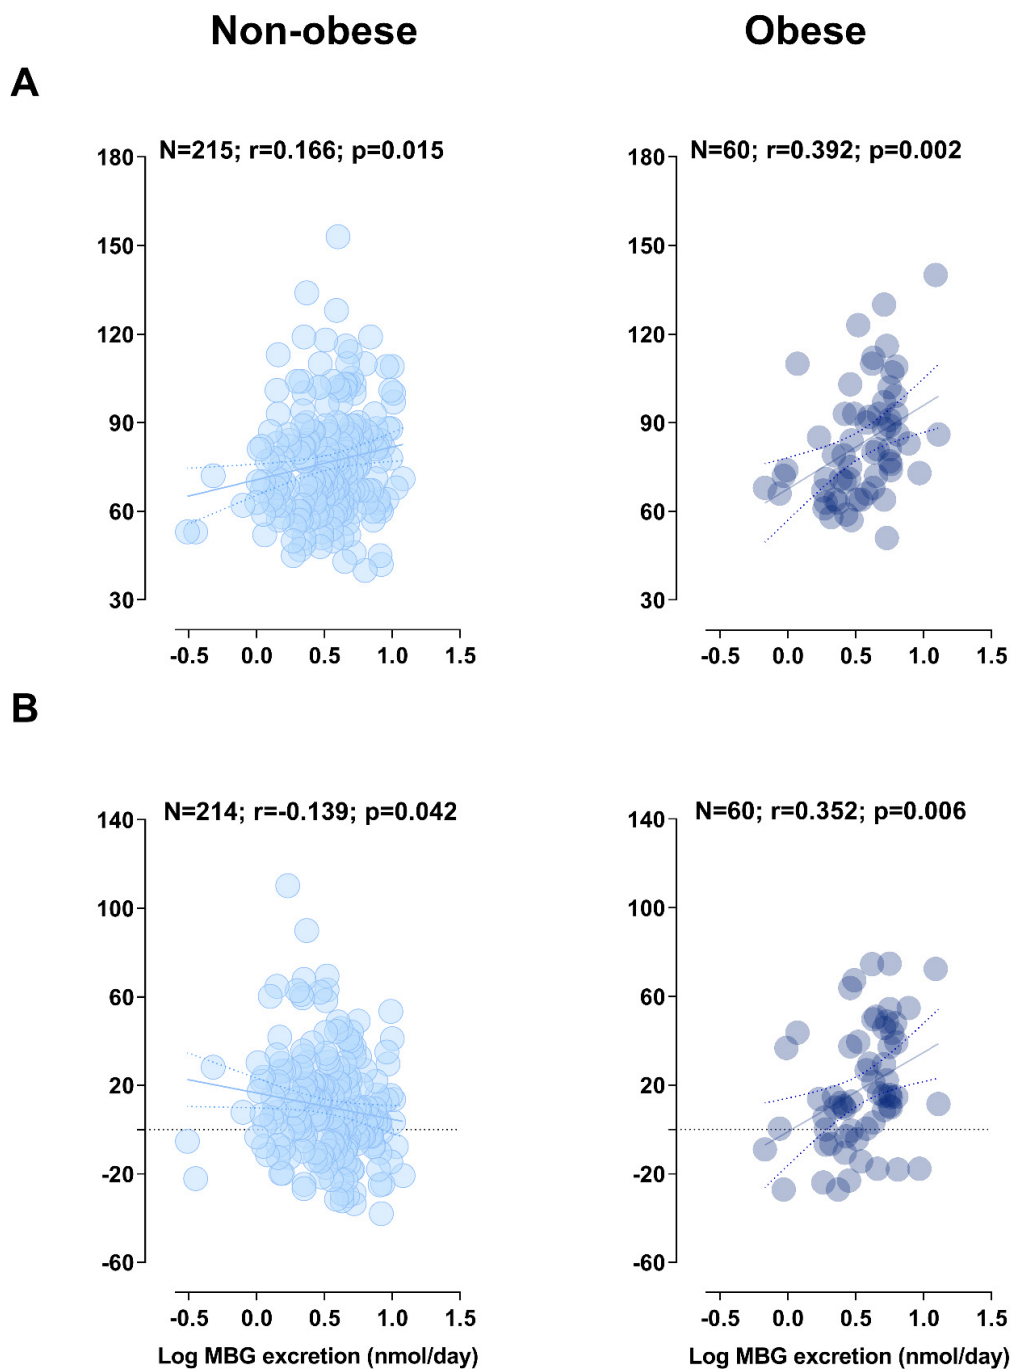 Non-obese Obese
A
N=215; r=0.166; p=0.015 N=60; r=0.392; p=0.002
180 180
150 150
120 120
90 90
60 60
30 30
-0.5 0.0 0.5 1.0 1.5 -0.5 0.0 0.5 1.0 1.5
B
N=214; r=-0.139; p=0.042 N=60; r=0.352; p=0.006
140 140
100 100
60 60
20 20
-20 -20
-60 -60
-0.5 0.0 0.5 1.0 1.5 -0.5 0.0 0.5 1.0 1.5
Log MBG excretion (nmol/day) Log MBG excretion (nmol/day)